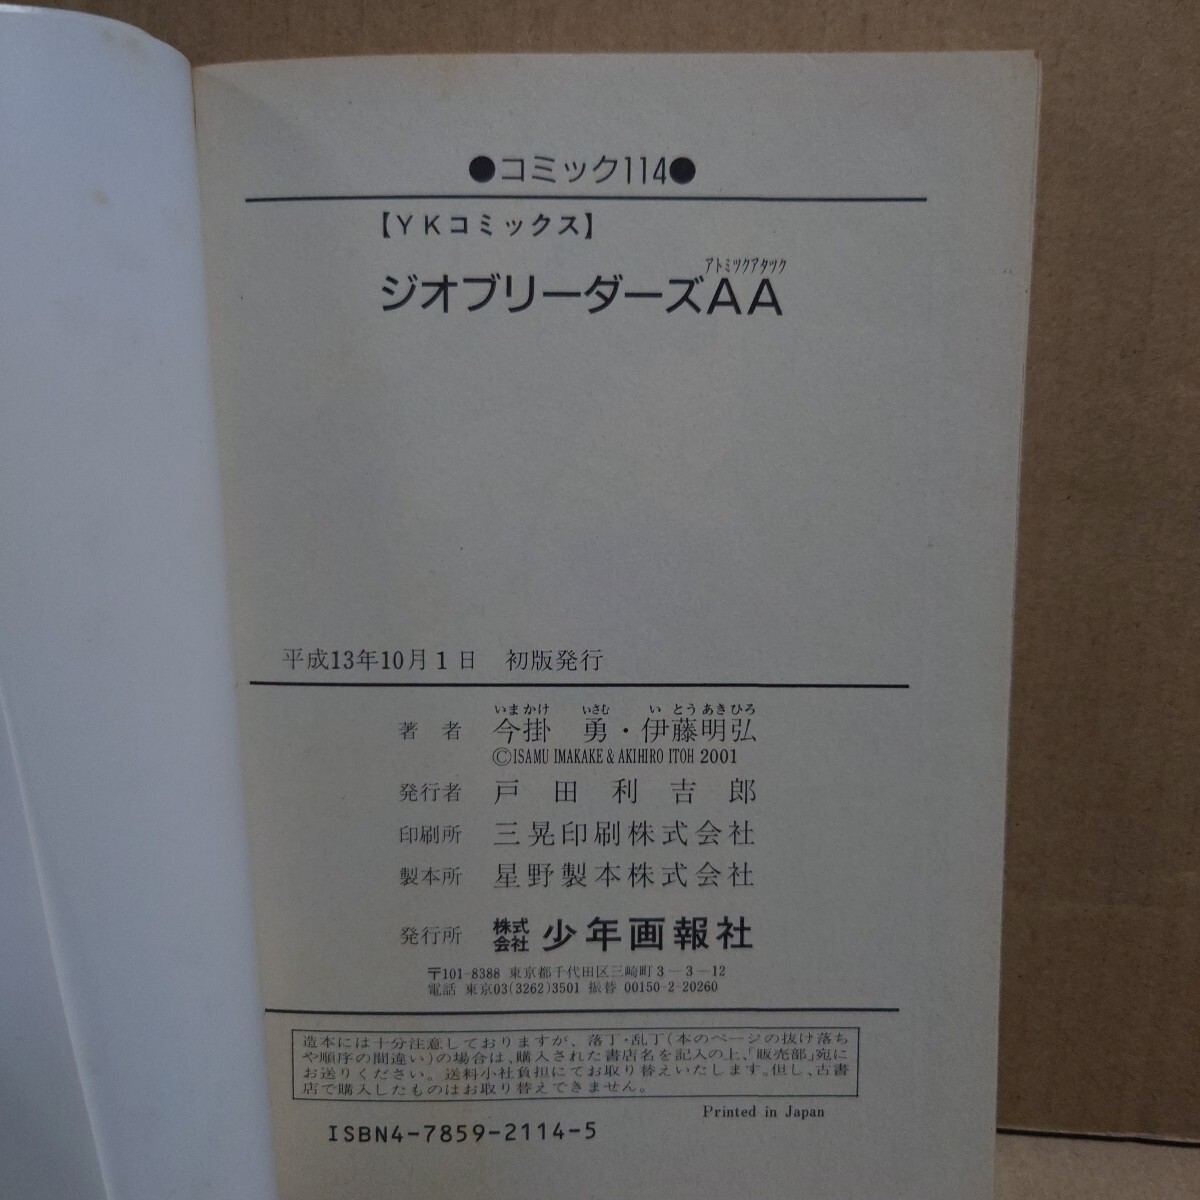 ●コミック114●
【YKコミックス】
アトミツクアタツク
ジオブリーダーズAA
平成13年10月1日 初版発行
いまかけ いさむ いとうあきひろ
著者 今掛 勇・伊藤明弘
©ISAMU IMAKAKE & AKIHIRO ITOH 2001
発行者 戸田利吉郎
印刷所 三晃印刷株式会社
製本所 星野製本株式会社
発行所 株式会社 少年画報社
〒101-8388 東京都千代田区三崎町3-3-12
電話 東京03(3262)3501 振替 00150-2-20260
造本には十分注意しておりますが、落丁・乱丁(本のページの抜け落ち
や順序の間違い)の場合は、購入された書店名を記入の上、「販売部」宛に
お送りください。送料小社負担にてお取り替えいたします。但し、古書
店で購入したものはお取り替えできません。
Printed in Japan
ISBN4-7859-2114-5